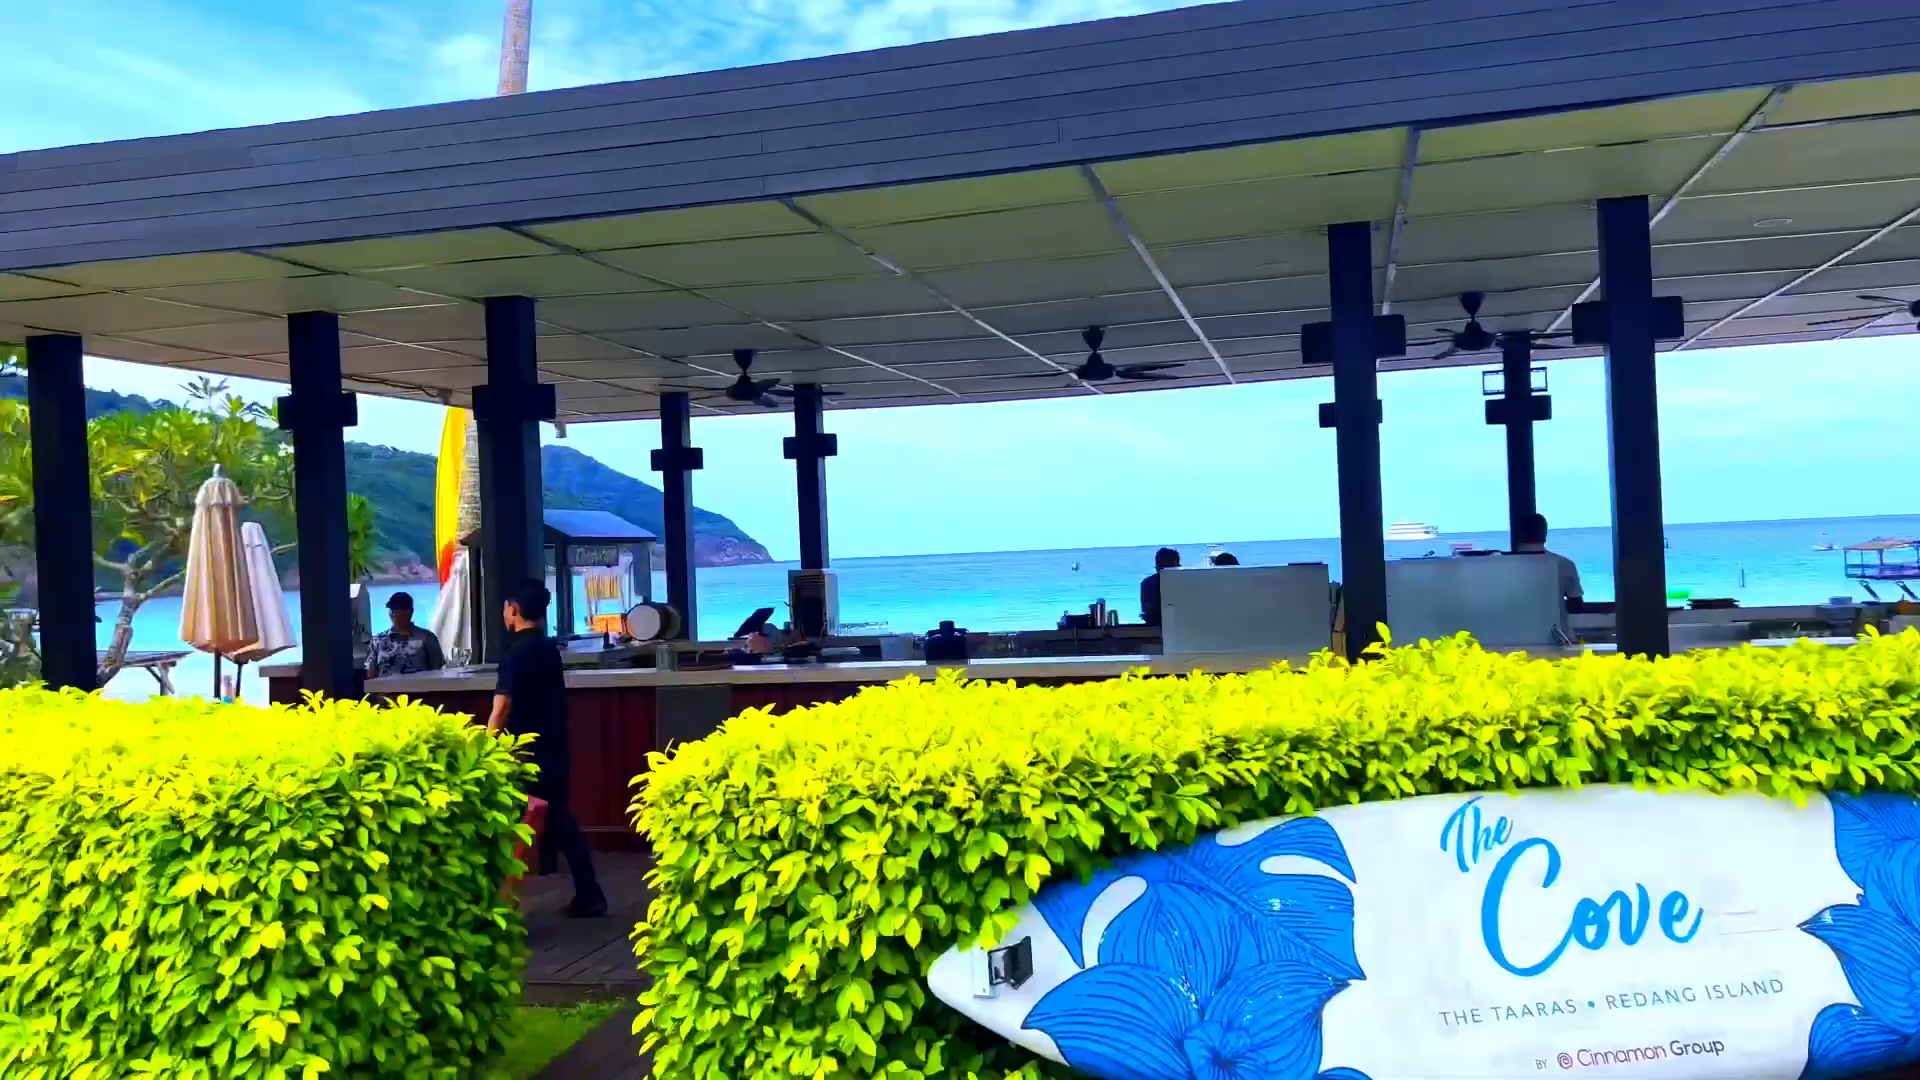 The
Cove
THE TAARAS • REDANG ISLAND
BY Cinnamon Group